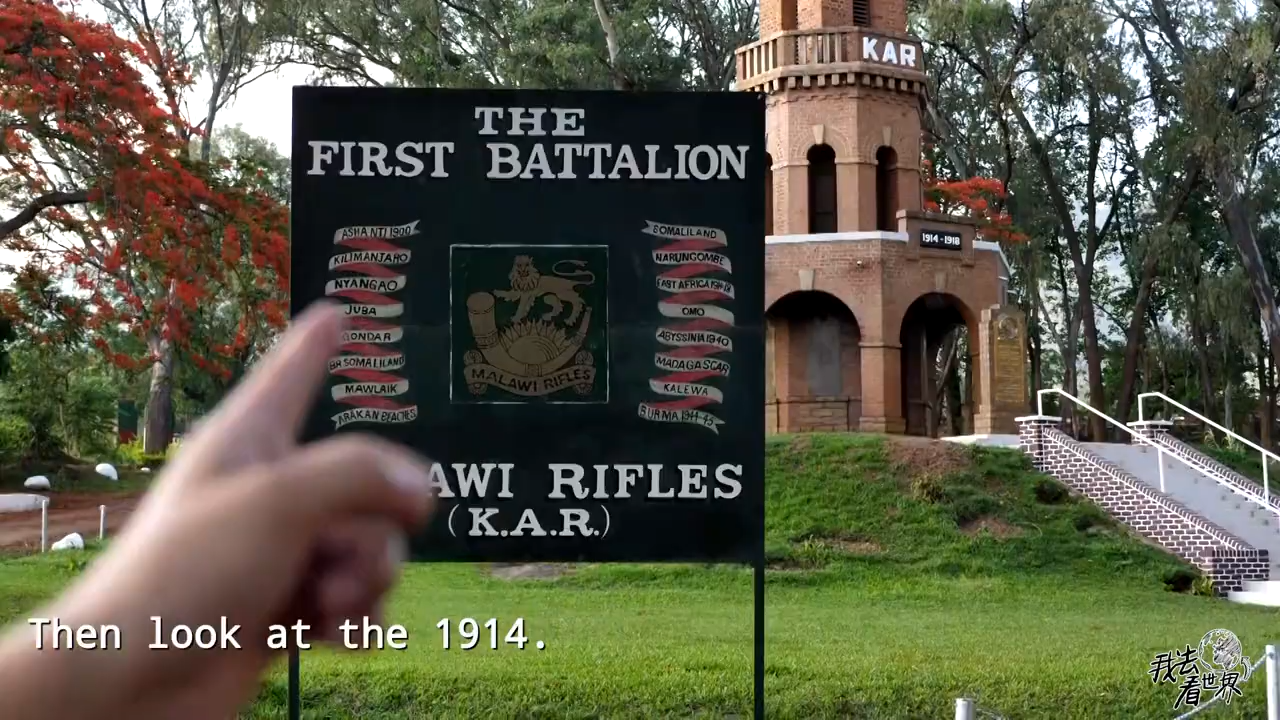 KAR
THE
FIRST BATTALION
ASHANTI 1900
KILIMANJARO
NYANGAO
JUBA
GONDAR
BR SOMALILAND
MAWLAIK
ARAKAN BEACHES
SOMALILAND
NARUNGOMBE
EAST AFRICA 1914-18
OMO
ABYSSINIA 1940
MADAGASCAR
KALEWA
BURMA 1944-45
MALAWI RIFLES
1914-1918
AWI RIFLES
(K.A.R.)
Then look at the 1914.
我去
看世界